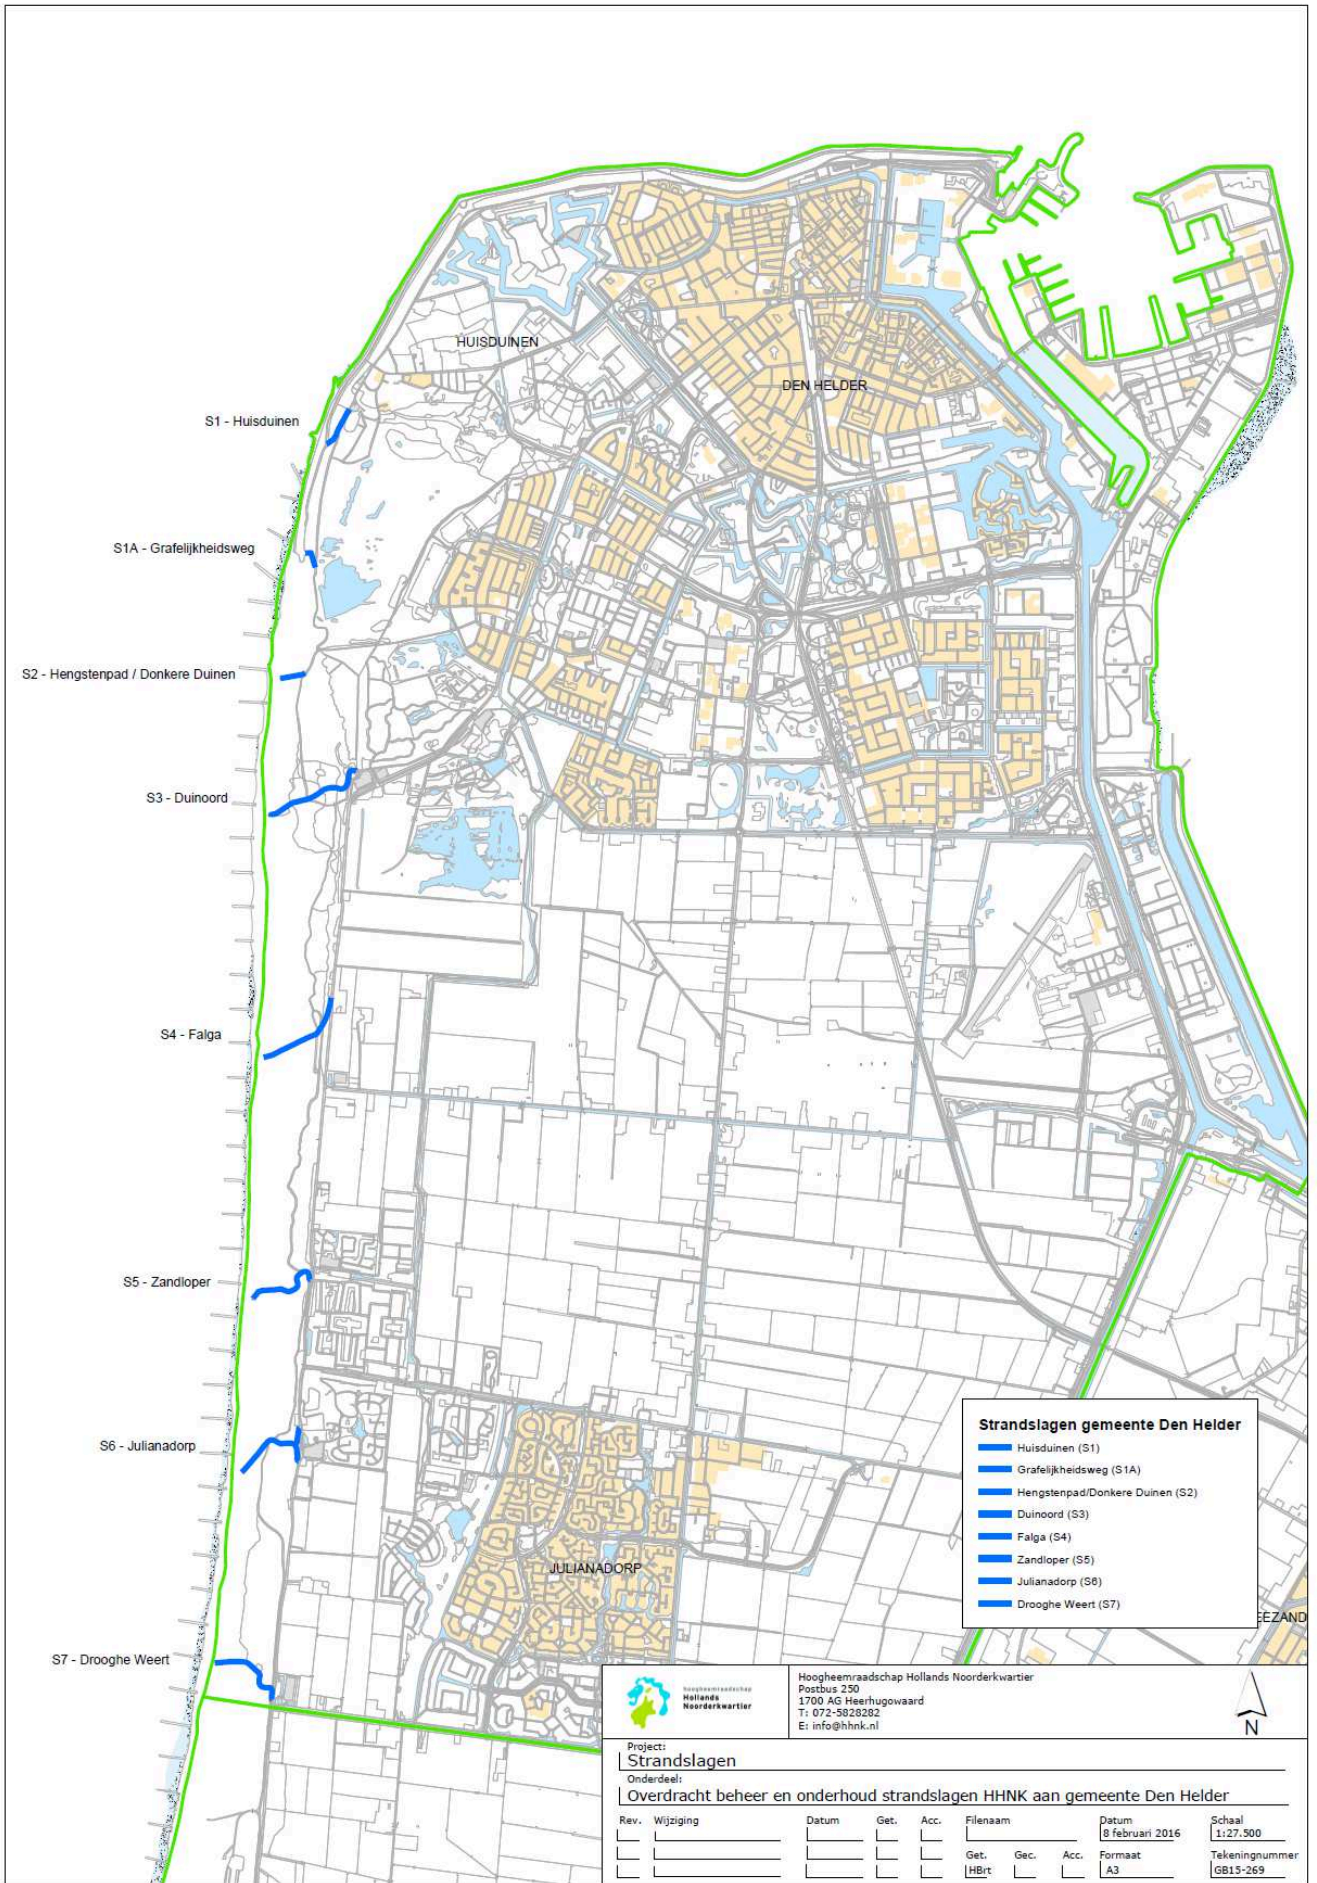 HUISDUINEN
DEN HELDER
S1 - Huisduinen
S1A - Grafelijkheidsweg
S2 - Hengstenpad / Donkere Duinen
S3 - Duinoord
S4 - Falga
S5 - Zandloper
S6 - Julianadorp
JULIANADORP
S7 - Drooghe Weert
EEZAND
Strandslagen gemeente Den Helder
Huisduinen (S1)
Grafelijkheidsweg (S1A)
Hengstenpad/Donkere Duinen (S2)
Duinoord (S3)
Falga (S4)
Zandloper (S5)
Julianadorp (S6)
Drooghe Weert (S7)
hoogheemraadschap
Hollands
Noorderkwartier
Hoogheemraadschap Hollands Noorderkwartier
Postbus 250
1700 AG Heerhugowaard
T: 072-5828282
E: info@hhnk.nl
N
Project:
Strandslagen
Onderdeel:
Overdracht beheer en onderhoud strandslagen HHNK aan gemeente Den Helder
Rev. Wijziging Datum Get. Acc. Filenaam Datum Schaal
8 februari 2016 1:27.500
Get. Gec. Acc. Formaat Tekeningnummer
HBrt A3 GB15-269